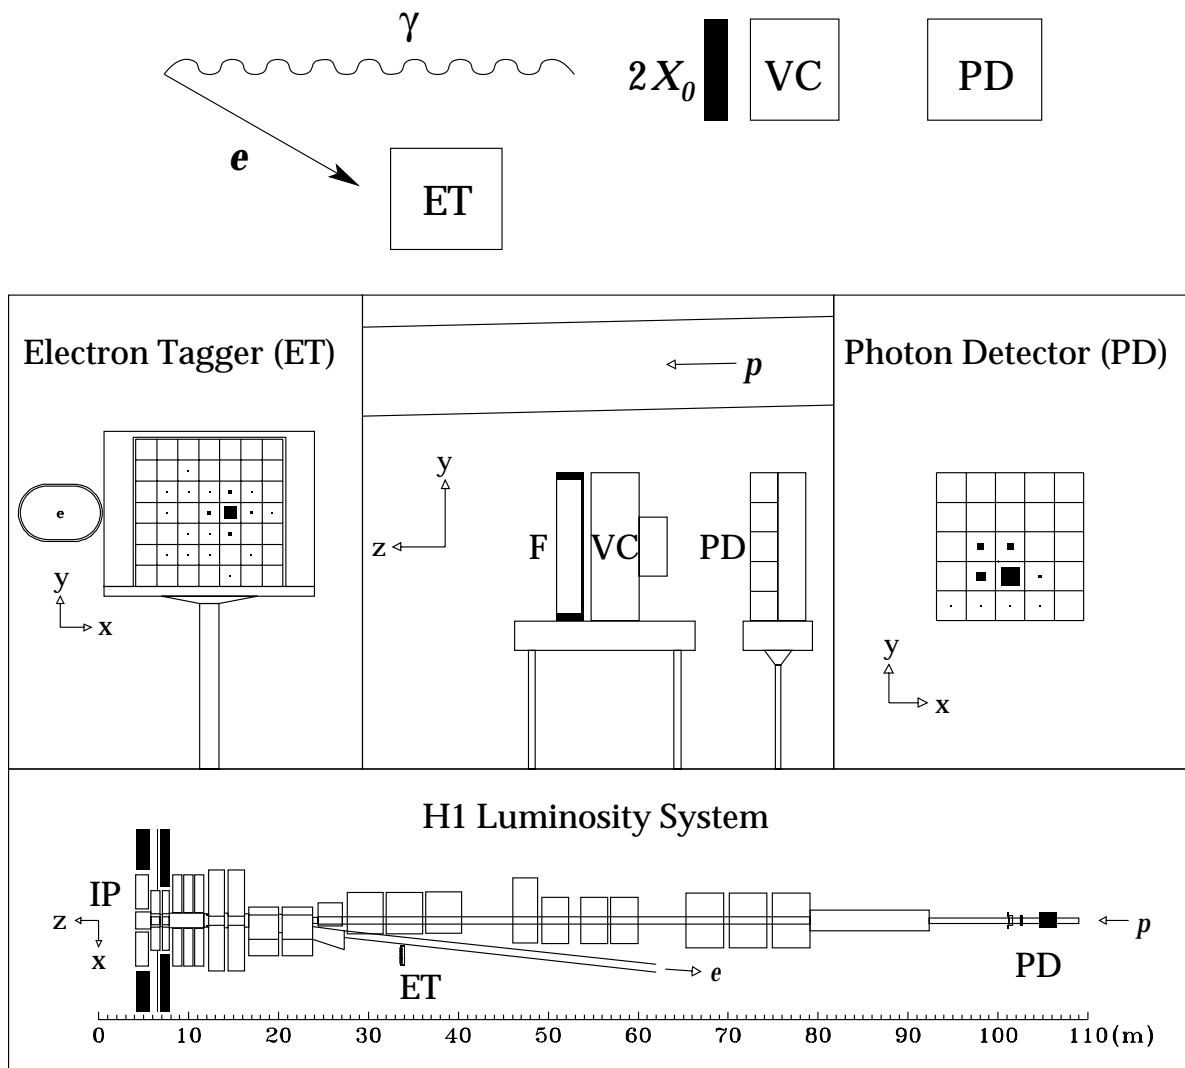 γ
2X₀ VC PD
e
ET
Electron Tagger (ET)
p
Photon Detector (PD)
y
z
F VC PD
e
y
x
y
x
H1 Luminosity System
IP
z
x
p
ET
e
PD
0 10 20 30 40 50 60 70 80 90 100 110(m)